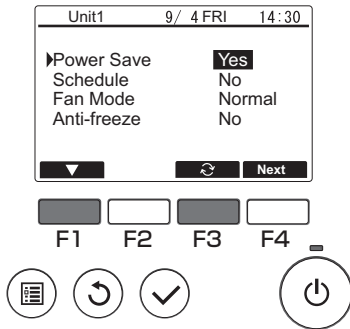 Unit1 9/ 4 FRI 14:30
Power Save Yes
Schedule No
Fan Mode Normal
Anti-freeze No
Next
F1 F2 F3 F4